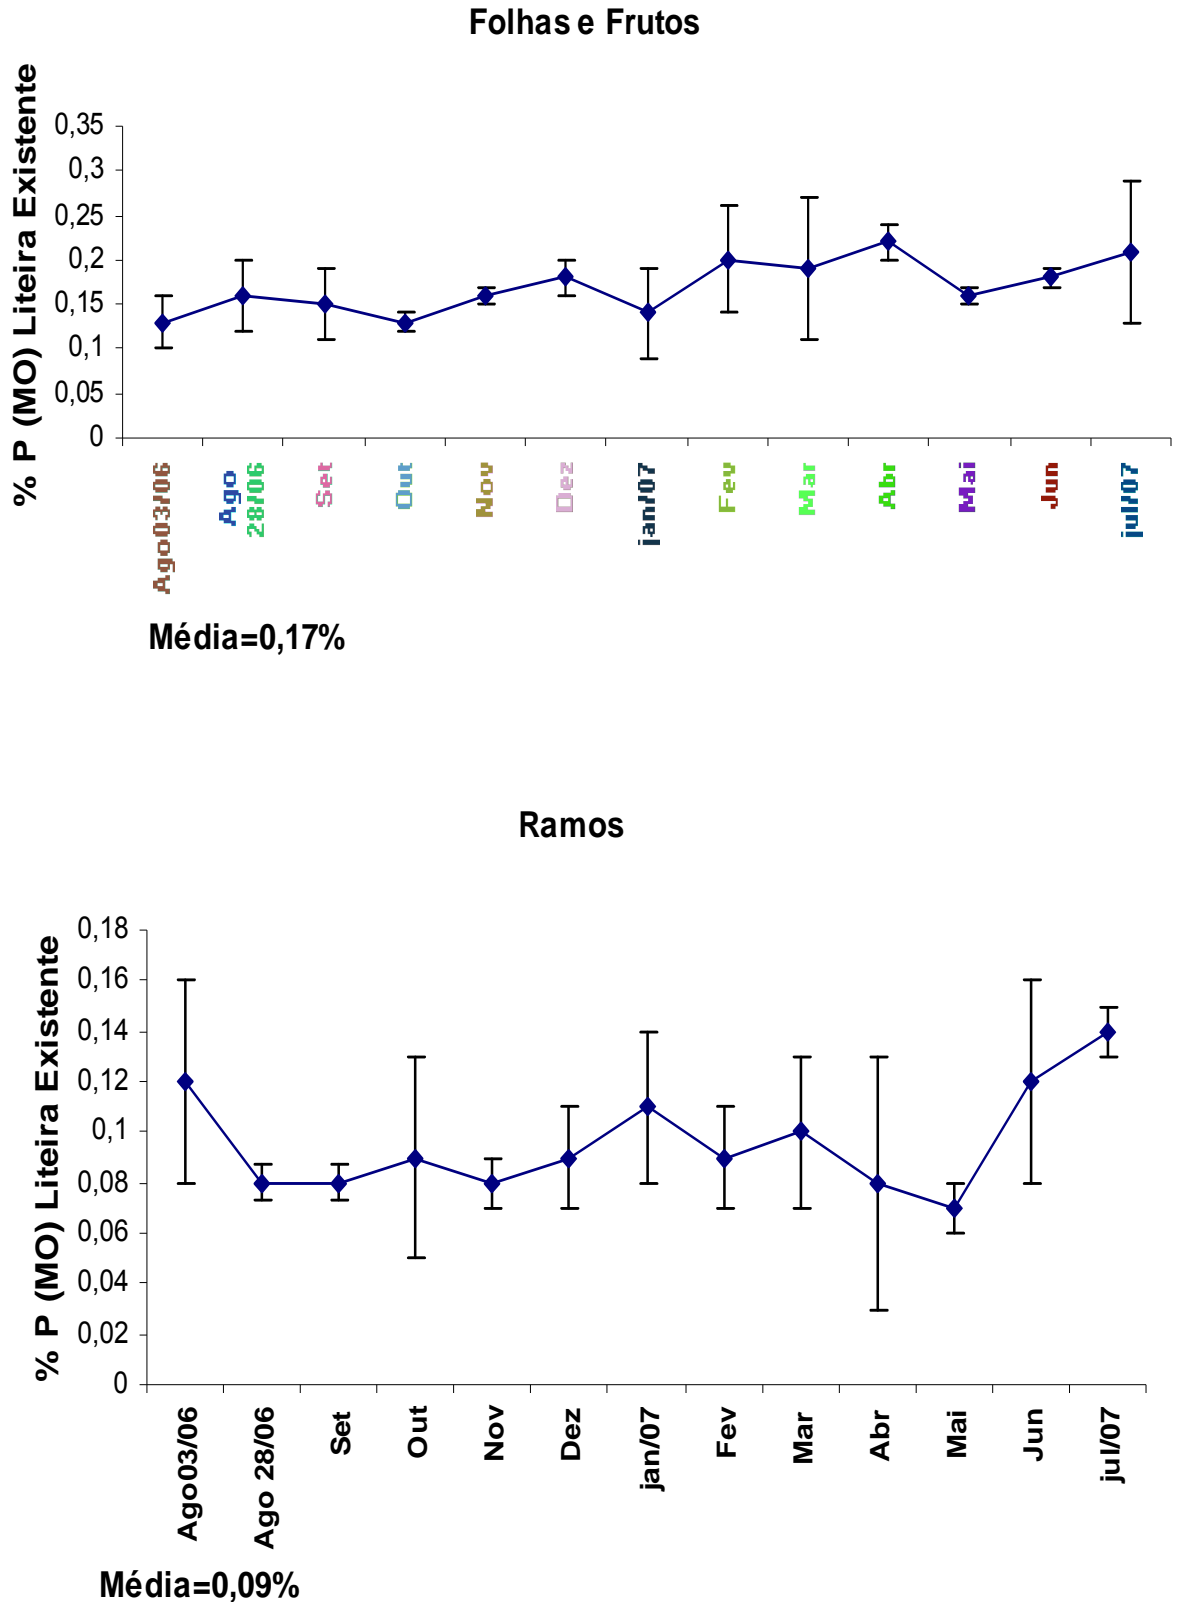 Folhas e Frutos
% P (MO) Liteira Existente
0,35
0,3
0,25
0,2
0,15
0,1
0,05
0
Ago03/06
Ago
28/06
Set
Out
Nov
Dez
jan/07
Fev
Mar
Abr
Mai
Jun
jul/07
Média=0,17%
Ramos
% P (MO) Liteira Existente
0,18
0,16
0,14
0,12
0,1
0,08
0,06
0,04
0,02
0
Ago03/06
Ago 28/06
Set
Out
Nov
Dez
jan/07
Fev
Mar
Abr
Mai
Jun
jul/07
Média=0,09%